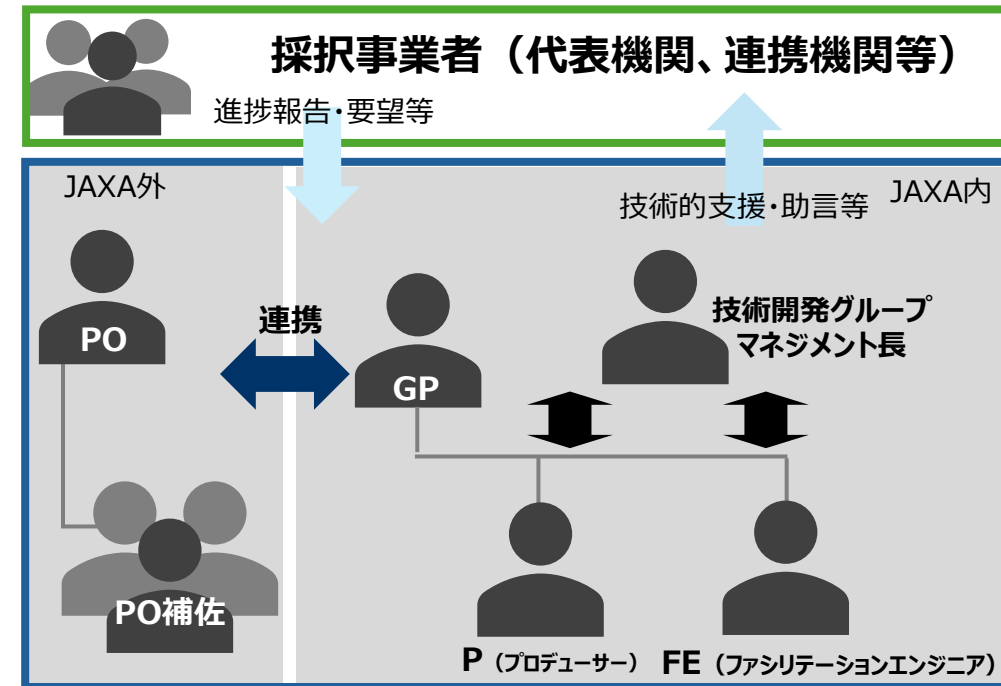 採択事業者（代表機関、連携機関等）
進捗報告・要望等
JAXA外
技術的支援・助言等
JAXA内
PO
連携
GP
技術開発グループ
マネジメント長
PO補佐
P（プロデューサー）
FE（ファシリテーションエンジニア）